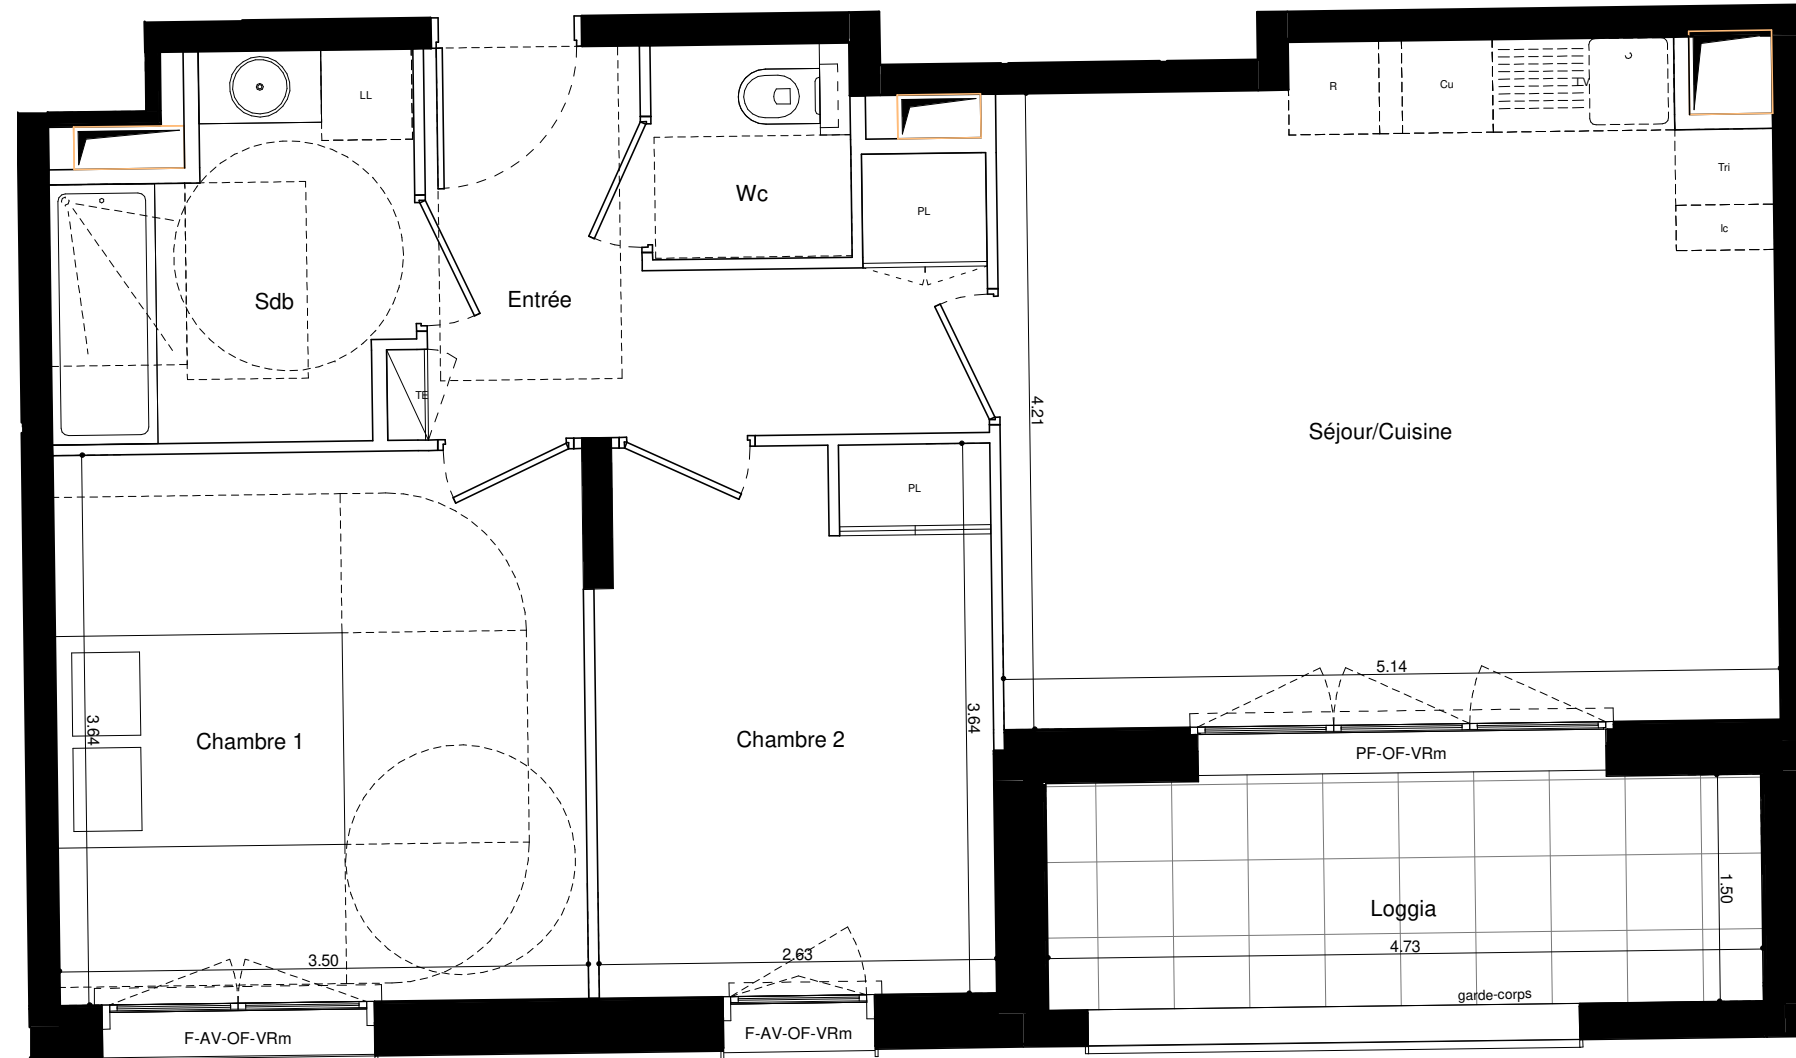 LL
R
Cu
LV
Tri
lc
Wc
PL
Sdb
Entrée
TE
4.21
Séjour/Cuisine
PL
5.14
3.64
Chambre 1
Chambre 2
3.64
PF-OF-VRm
Loggia
1.50
4.73
3.50
2.63
garde-corps
F-AV-OF-VRm
F-AV-OF-VRm